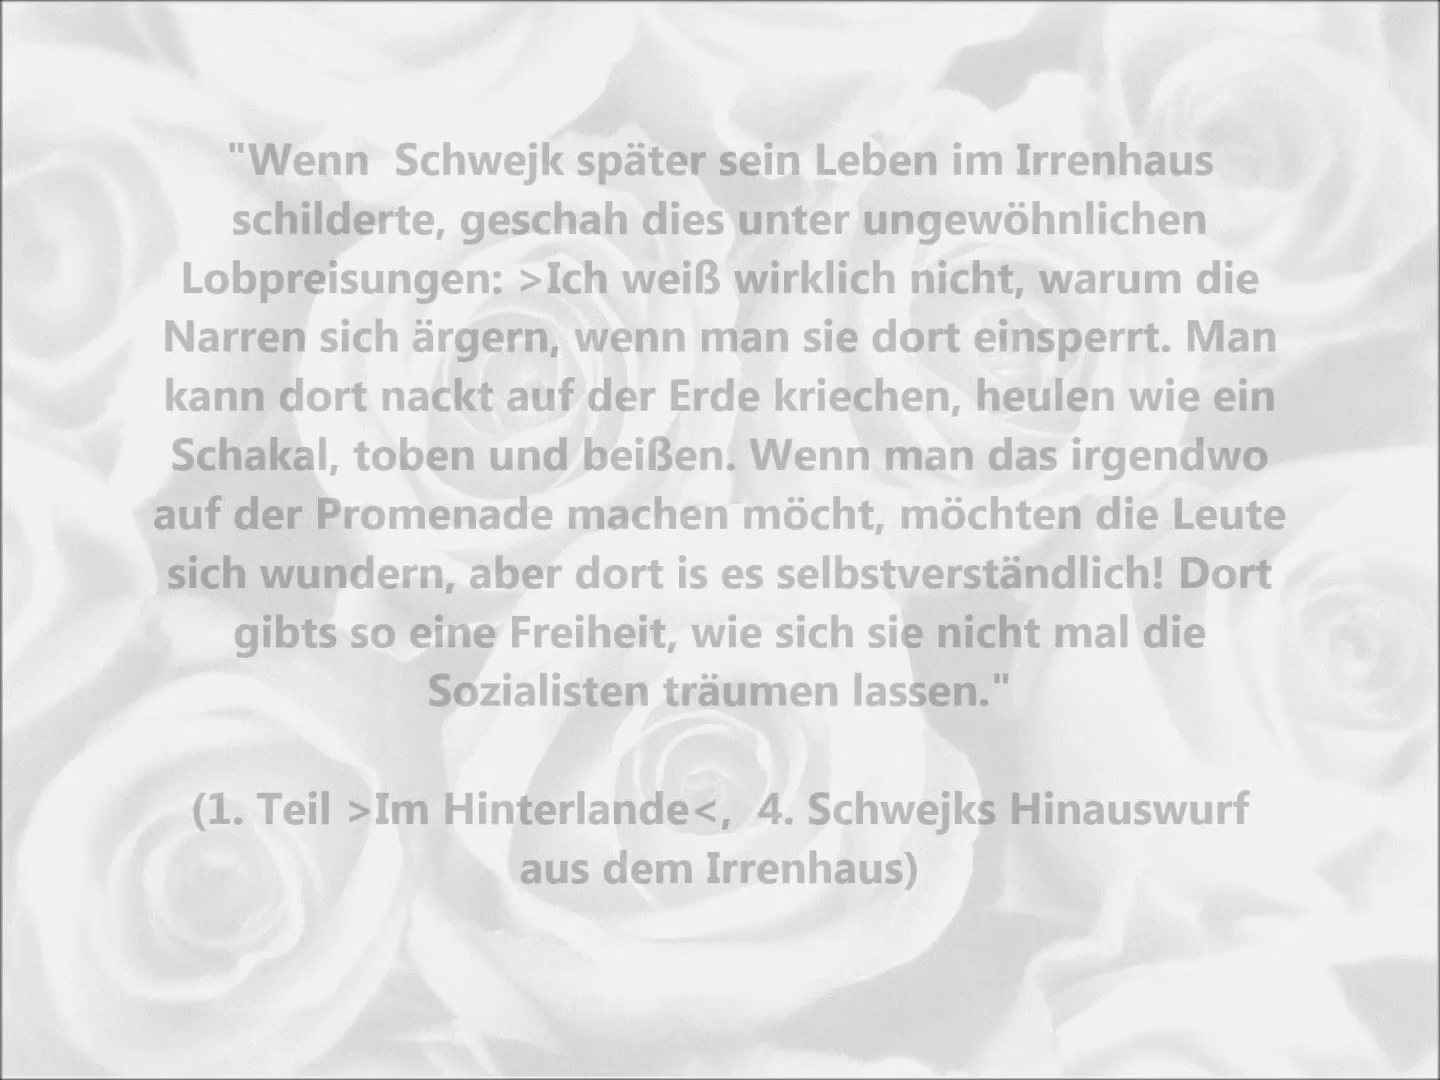 "Wenn  Schwejk später sein Leben im Irrenhaus
schilderte, geschah dies unter ungewöhnlichen
Lobpreisungen: >Ich weiß wirklich nicht, warum die
Narren sich ärgern, wenn man sie dort einsperrt. Man
kann dort nackt auf der Erde kriechen, heulen wie ein
Schakal, toben und beißen. Wenn man das irgendwo
auf der Promenade machen möcht, möchten die Leute
sich wundern, aber dort is es selbstverständlich! Dort
gibts so eine Freiheit, wie sich sie nicht mal die
Sozialisten träumen lassen."
(1. Teil >Im Hinterlande<,  4. Schwejks Hinauswurf
aus dem Irrenhaus)